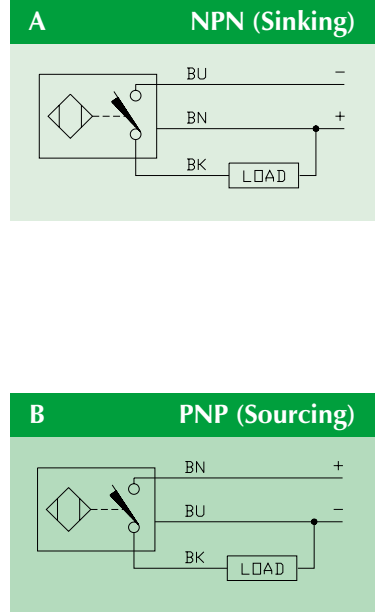 A NPN (Sinking)
BU −
BN +
BK LOAD
B PNP (Sourcing)
BN +
BU −
BK LOAD